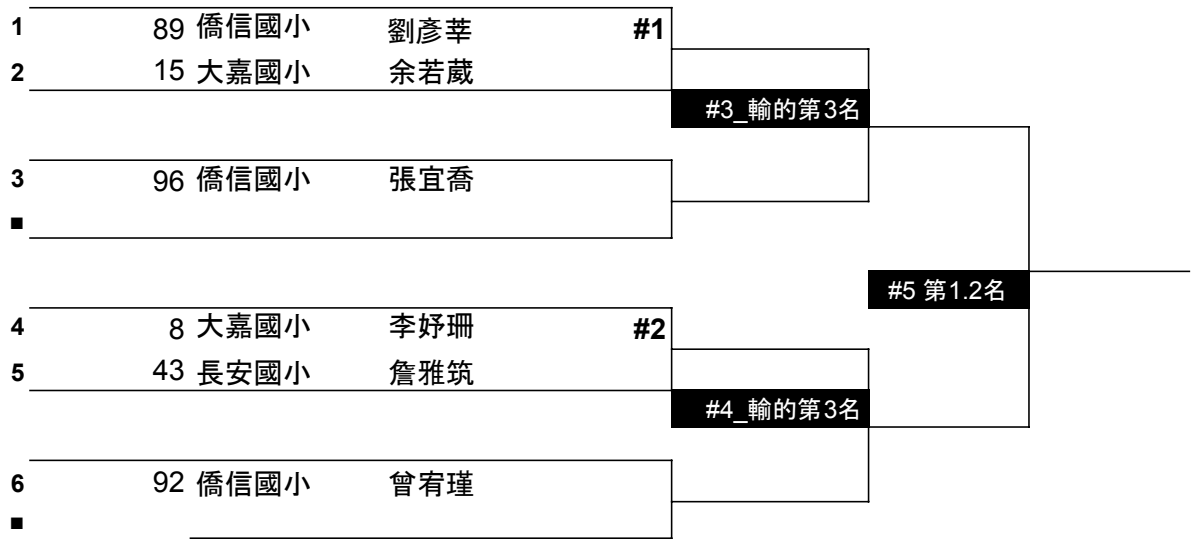 1 89 僑信國小 劉彥莘 #1
2 15 大嘉國小 余若葳
#3_輸的第3名
3 96 僑信國小 張宜喬
■
#5 第1.2名
4 8 大嘉國小 李妤珊 #2
5 43 長安國小 詹雅筑
#4_輸的第3名
6 92 僑信國小 曾宥瑾
■